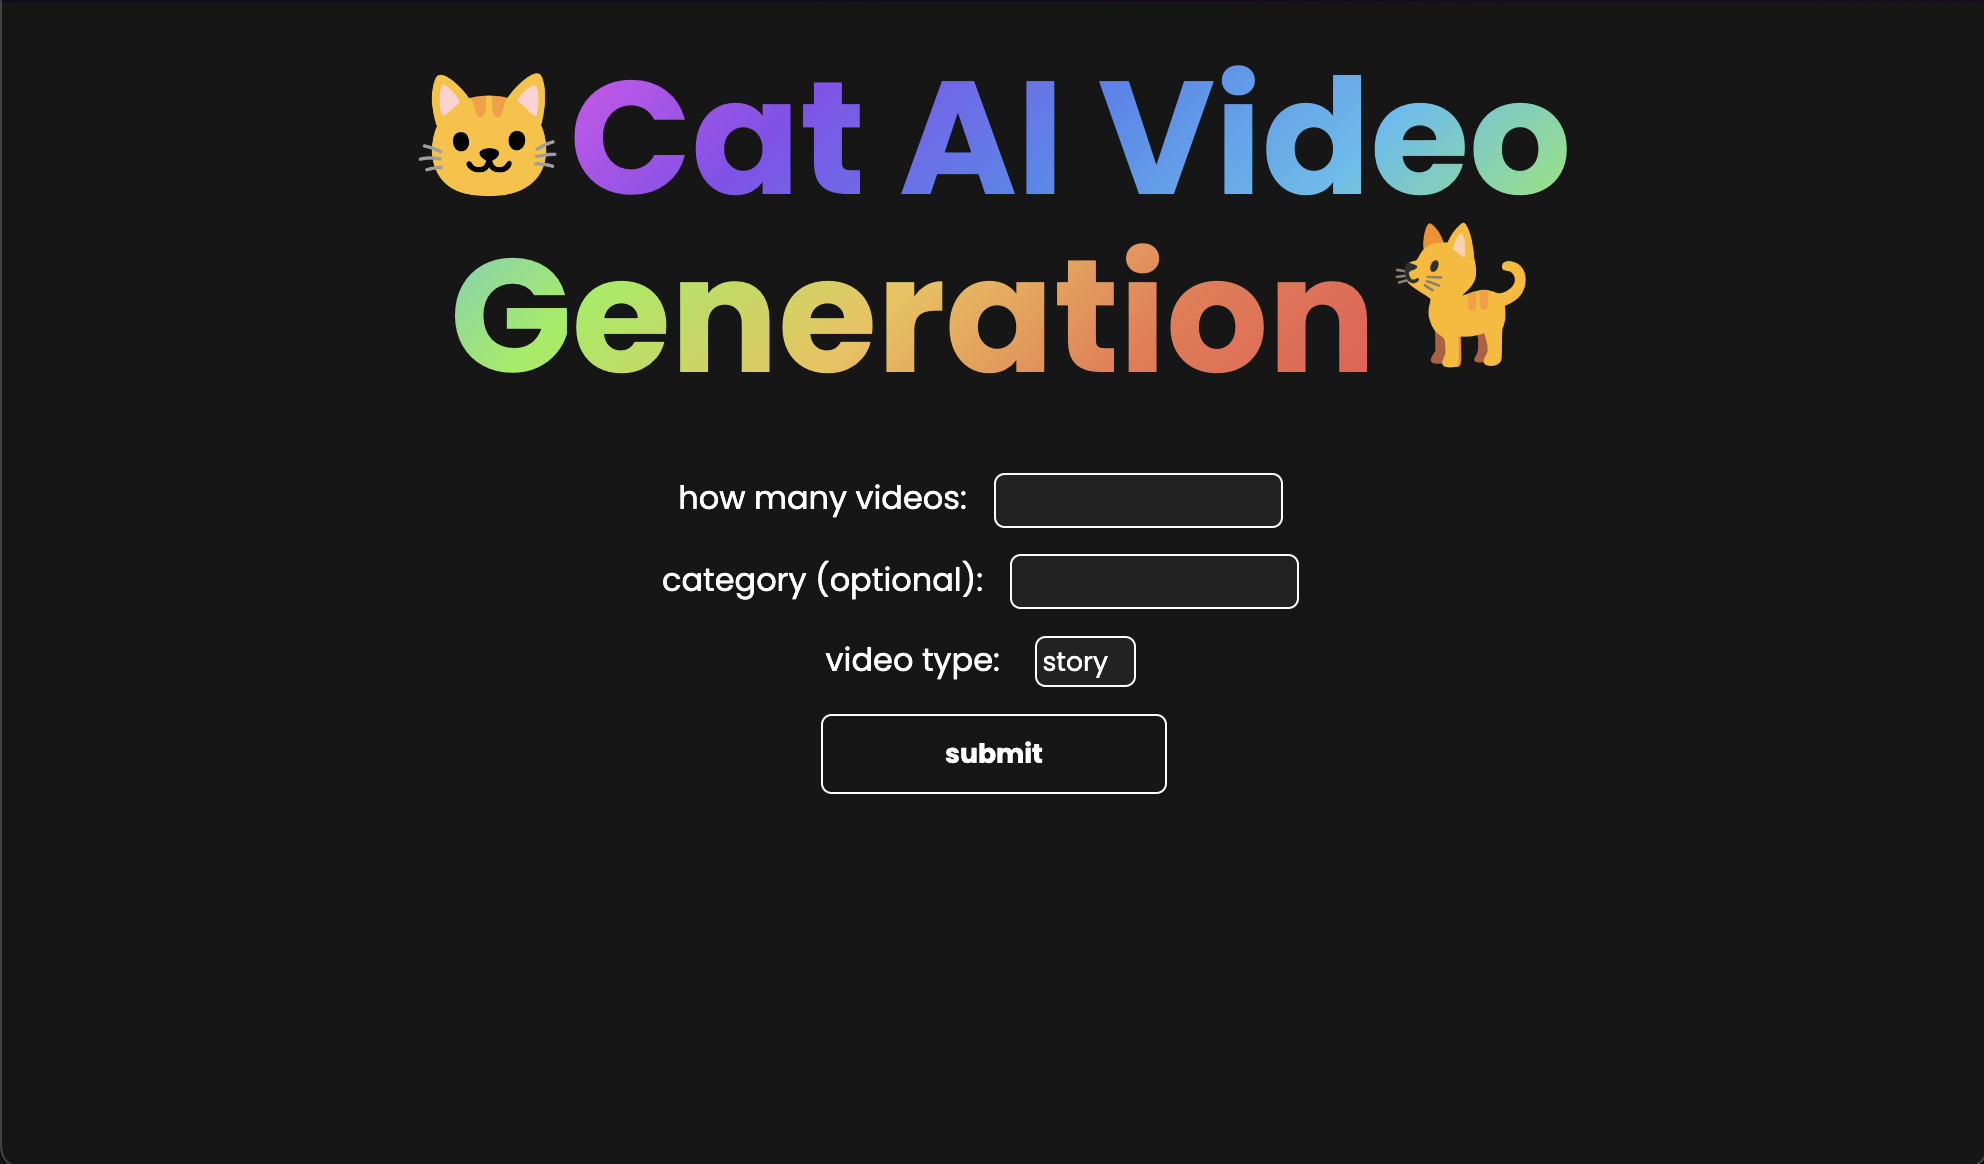 Cat AI Video
Generation
how many videos:
category (optional):
video type: story
submit